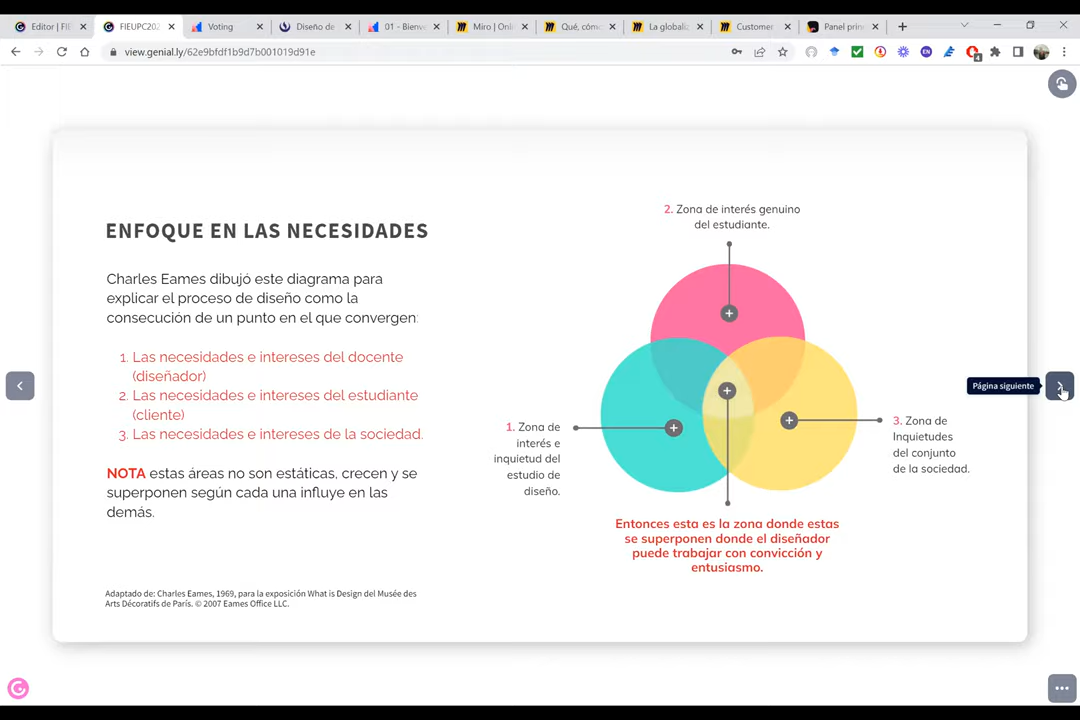 Editor | FIE
FIEUPC202
Voting
Diseño de
01 - Bienve
Miro | Onli
Qué, cómo
La globaliz
Customer
Panel prin
view.genial.ly/62e9bfdf1b9d7b001019d91e
ENFOQUE EN LAS NECESIDADES
Charles Eames dibujó este diagrama para
explicar el proceso de diseño como la
consecución de un punto en el que convergen:
1. Las necesidades e intereses del docente
(diseñador)
2. Las necesidades e intereses del estudiante
(cliente)
3. Las necesidades e intereses de la sociedad.
NOTA estas áreas no son estáticas, crecen y se
superponen según cada una influye en las
demás.
Adaptado de: Charles Eames, 1969, para la exposición What is Design del Musée des
Arts Décoratifs de París. © 2007 Eames Office LLC.
2. Zona de interés genuino
del estudiante.
1. Zona de
interés e
inquietud del
estudio de
diseño.
3. Zona de
Inquietudes
del conjunto
de la sociedad.
Entonces esta es la zona donde estas
se superponen donde el diseñador
puede trabajar con convicción y
entusiasmo.
Página siguiente